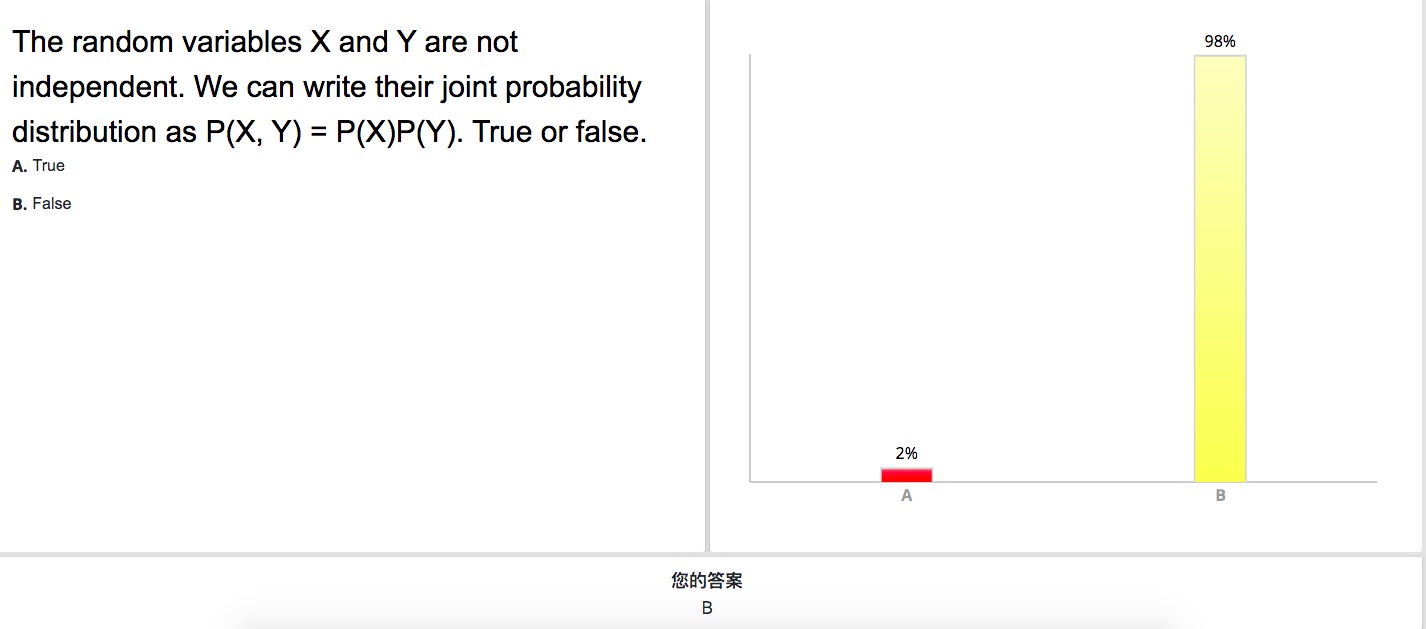 The random variables X and Y are not
independent. We can write their joint probability
distribution as P(X, Y) = P(X)P(Y). True or false.
A. True
B. False
98%
2%
A
B
您的答案
B